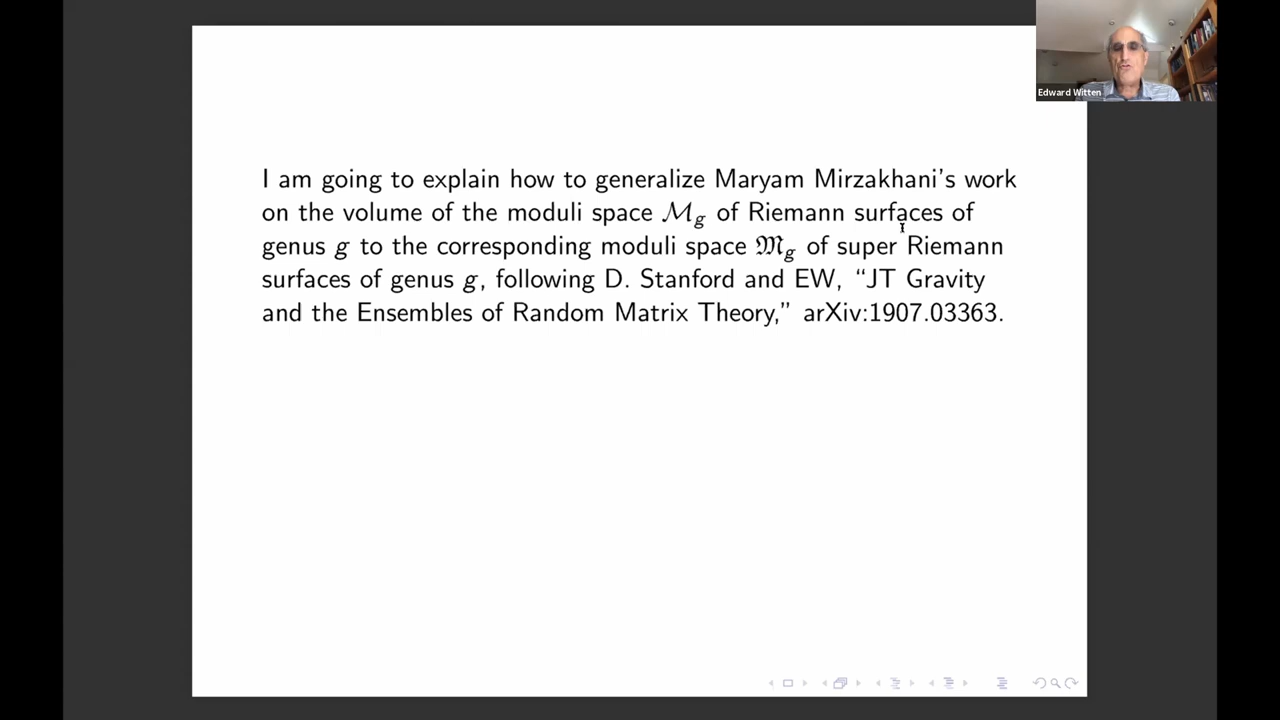 Edward Witten
I am going to explain how to generalize Maryam Mirzakhani's work
on the volume of the moduli space ℳg of Riemann surfaces of
genus g to the corresponding moduli space 𝔐g of super Riemann
surfaces of genus g, following D. Stanford and EW, “JT Gravity
and the Ensembles of Random Matrix Theory,” arXiv:1907.03363.